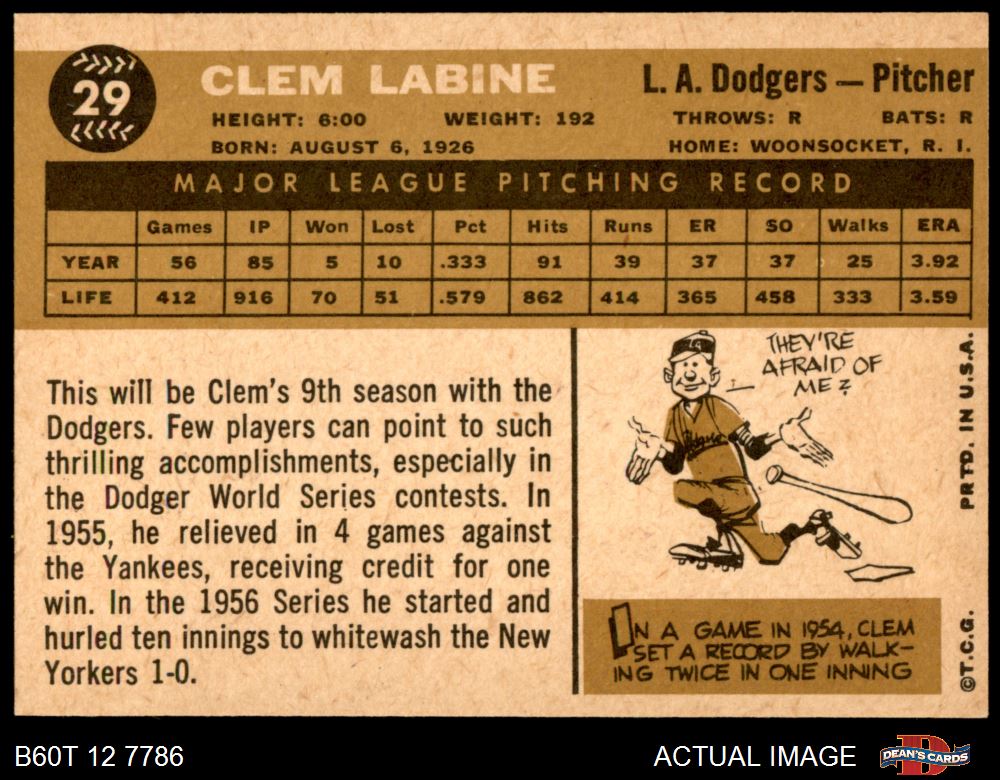 29
CLEM LABINE
L. A. Dodgers — Pitcher
HEIGHT: 6:00 WEIGHT: 192 THROWS: R BATS: R
BORN: AUGUST 6, 1926 HOME: WOONSOCKET, R. I.
MAJOR LEAGUE PITCHING RECORD
Games IP Won Lost Pct Hits Runs ER SO Walks ERA
YEAR 56 85 5 10 .333 91 39 37 37 25 3.92
LIFE 412 916 70 51 .579 862 414 365 458 333 3.59
This will be Clem's 9th season with the
Dodgers. Few players can point to such
thrilling accomplishments, especially in
the Dodger World Series contests. In
1955, he relieved in 4 games against
the Yankees, receiving credit for one
win. In the 1956 Series he started and
hurled ten innings to whitewash the New
Yorkers 1-0.
THEY'RE
AFRAID OF
ME?
LA
Dodgers
IN A GAME IN 1954, CLEM
SET A RECORD BY WALK-
ING TWICE IN ONE INNING
PRTD. IN U.S.A.
©T.C.G.
B60T 12 7786
ACTUAL IMAGE
DEAN'S CARDS